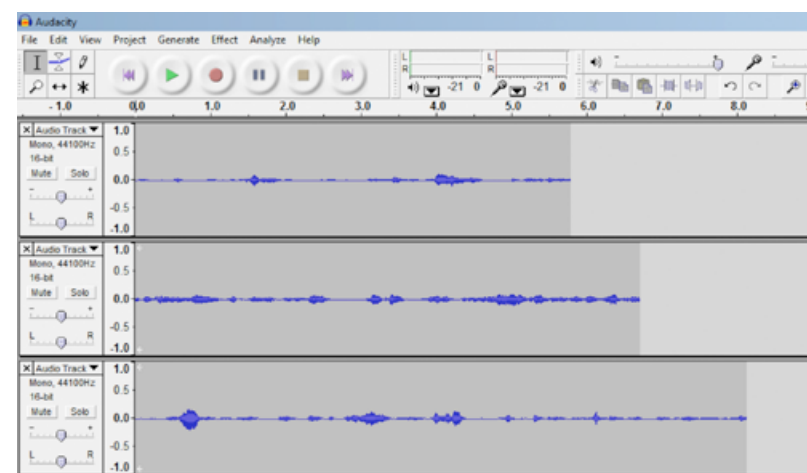 Audacity
File Edit View Project Generate Effect Analyze Help
L
R
L
R
-21 0
-21 0
- 1.0 0.0 1.0 2.0 3.0 4.0 5.0 6.0 7.0 8.0
X Audio Track
Mono, 44100Hz
16-bit
Mute Solo
- +
L R
1.0
0.5
0.0
-0.5
-1.0
X Audio Track
Mono, 44100Hz
16-bit
Mute Solo
- +
L R
1.0
0.5
0.0
-0.5
-1.0
X Audio Track
Mono, 44100Hz
16-bit
Mute Solo
- +
L R
1.0
0.5
0.0
-0.5
-1.0